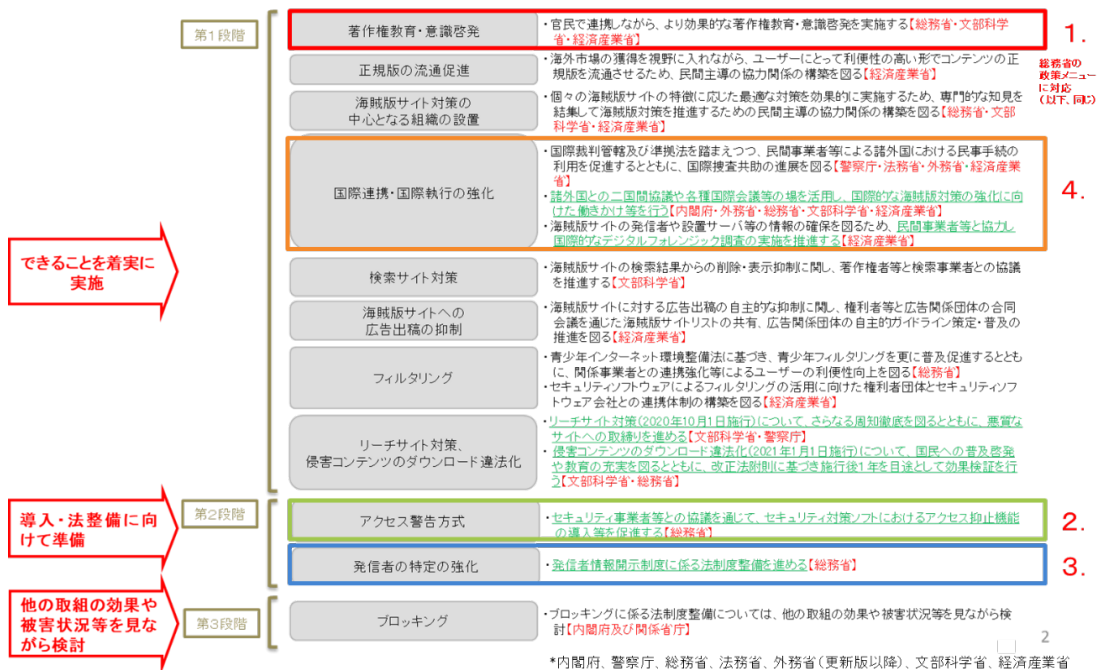 第1段階
著作権教育・意識啓発
・官民で連携しながら、より効果的な著作権教育・意識啓発を実施する【総務省・文部科学
省・経済産業省】
1.
総務省の
政策メニュー
に対応
(以下、同じ)
正規版の流通促進
・海外市場の獲得を視野に入れながら、ユーザーにとって利便性の高い形でコンテンツの正
規版を流通させるため、民間主導の協力関係の構築を図る【経済産業省】
海賊版サイト対策の
中心となる組織の設置
・個々の海賊版サイトの特徴に応じた最適な対策を効果的に実施するため、専門的な知見を
結集して海賊版対策を推進するための民間主導の協力関係の構築を図る【総務省・文部
科学省・経済産業省】
国際連携・国際執行の強化
・国際裁判管轄及び準拠法を踏まえつつ、民間事業者等による諸外国における民事手続の
利用を促進するとともに、国際捜査共助の進展を図る【警察庁・法務省・外務省・経済産業
省】
・諸外国との二国間協議や各種国際会議等の場を活用し、国際的な海賊版対策の強化に向
けた働きかけ等を行う【内閣府・外務省・総務省・文部科学省・経済産業省】
・海賊版サイトの発信者や設置サーバ等の情報の確保を図るため、民間事業者等と協力し
国際的なデジタルフォレンジック調査の実施を推進する【経済産業省】
4.
できることを着実に
実施
検索サイト対策
・海賊版サイトの検索結果からの削除・表示抑制に関し、著作権者等と検索事業者との協議
を推進する【文部科学省】
海賊版サイトへの
広告出稿の抑制
・海賊版サイトに対する広告出稿の自主的な抑制に関し、権利者等と広告関係団体の合同
会議を通じた海賊版サイトリストの共有、広告関係団体の自主的ガイドライン策定・普及の
推進を図る【経済産業省】
フィルタリング
・青少年インターネット環境整備法に基づき、青少年フィルタリングを更に普及促進するととも
に、関係事業者との連携強化等によるユーザーの利便性向上を図る【総務省】
・セキュリティソフトウェアによるフィルタリングの活用に向けた権利者団体とセキュリティソフ
トウェア会社との連携体制の構築を図る【経済産業省】
リーチサイト対策、
侵害コンテンツのダウンロード違法化
・リーチサイト対策(2020年10月1日施行)について、さらなる周知徹底を図るとともに、悪質な
サイトへの取締りを進める【文部科学省・警察庁】
・侵害コンテンツのダウンロード違法化(2021年1月1日施行)について、国民への普及啓発
や教育の充実を図るとともに、改正法附則に基づき施行後1年を目途として効果検証を行
う【文部科学省・総務省】
導入・法整備に向
けて準備
第2段階
アクセス警告方式
・セキュリティ事業者等との協議を通じて、セキュリティ対策ソフトにおけるアクセス抑止機能
の導入等を促進する【総務省】
2.
発信者の特定の強化
・発信者情報開示制度に係る法制度整備を進める【総務省】
3.
他の取組の効果や
被害状況等を見な
がら検討
第3段階
ブロッキング
・ブロッキングに係る法制度整備については、他の取組の効果や被害状況等を見ながら検
討【内閣府及び関係省庁】
2
*内閣府、警察庁、総務省、法務省、外務省(更新版以降)、文部科学省、経済産業省